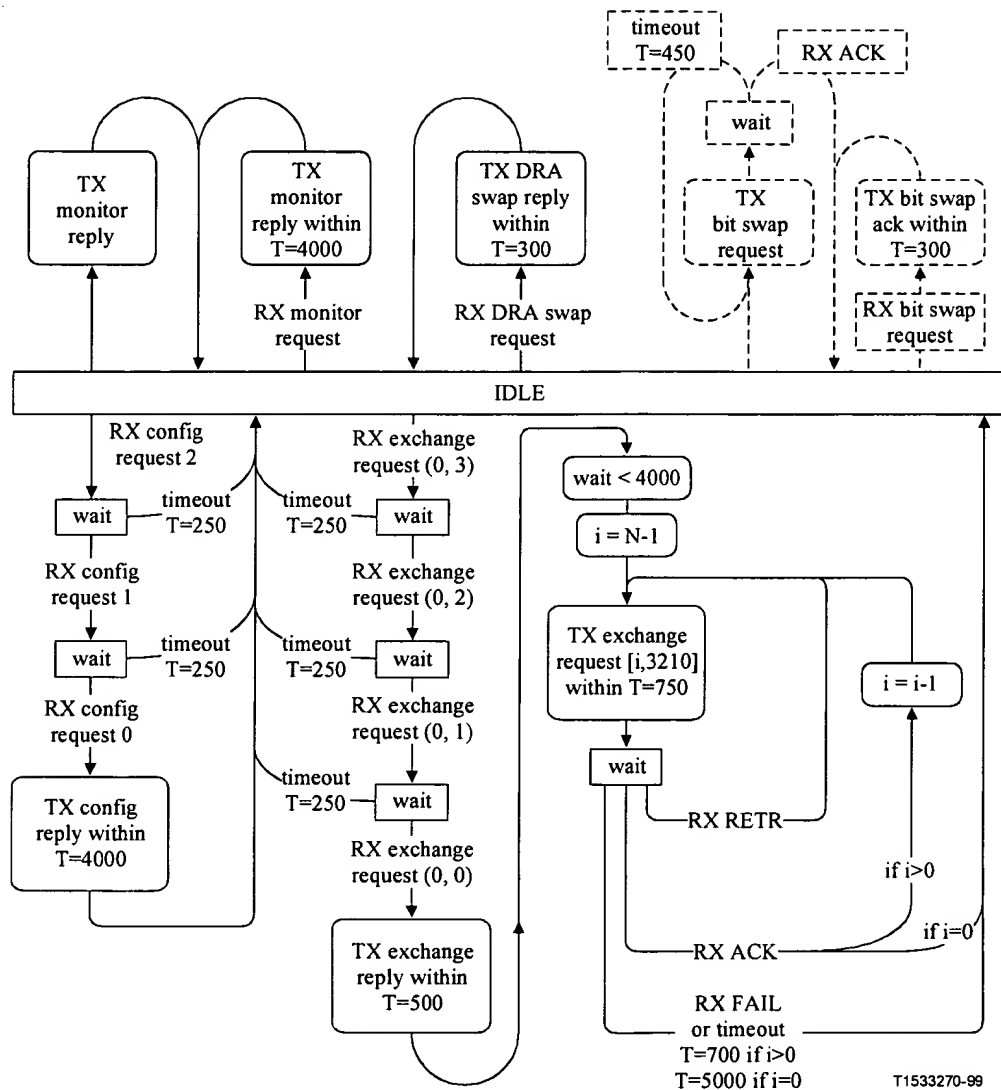 timeout
T=450
RX ACK
wait
TX
monitor
reply
TX
monitor
reply within
T=4000
TX DRA
swap reply
within
T=300
TX
bit swap
request
TX bit swap
ack within
T=300
RX monitor
request
RX DRA swap
request
RX bit swap
request
IDLE
RX config
request 2
wait
timeout
T=250
RX config
request 1
wait
timeout
T=250
RX config
request 0
TX config
reply within
T=4000
RX exchange
request (0, 3)
timeout
T=250
wait
RX exchange
request (0, 2)
timeout
T=250
wait
RX exchange
request (0, 1)
timeout
T=250
wait
RX exchange
request (0, 0)
TX exchange
reply within
T=500
wait < 4000
i = N-1
TX exchange
request [i,3210]
within T=750
i = i-1
wait
RX RETR
if i>0
if i=0
RX ACK
RX FAIL
or timeout
T=700 if i>0
T=5000 if i=0
T1533270-99